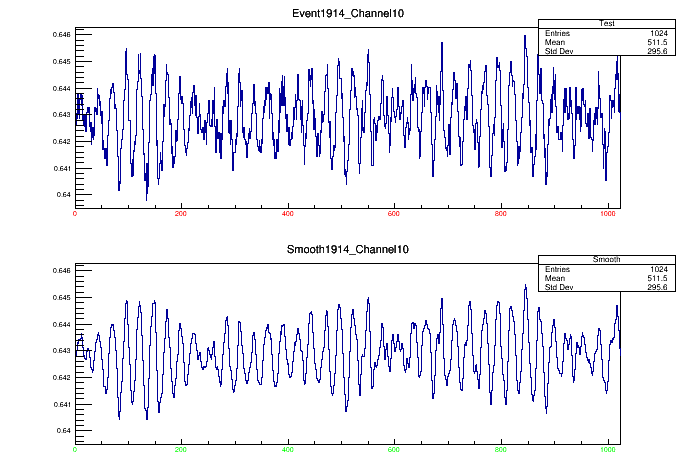 Event1914_Channel10
Test
Entries 1024
Mean 511.5
Std Dev 295.6
0.646
0.645
0.644
0.643
0.642
0.641
0.64
0 200 400 600 800 1000
Smooth1914_Channel10
Smooth
Entries 1024
Mean 511.5
Std Dev 295.6
0.646
0.645
0.644
0.643
0.642
0.641
0.64
0 200 400 600 800 1000